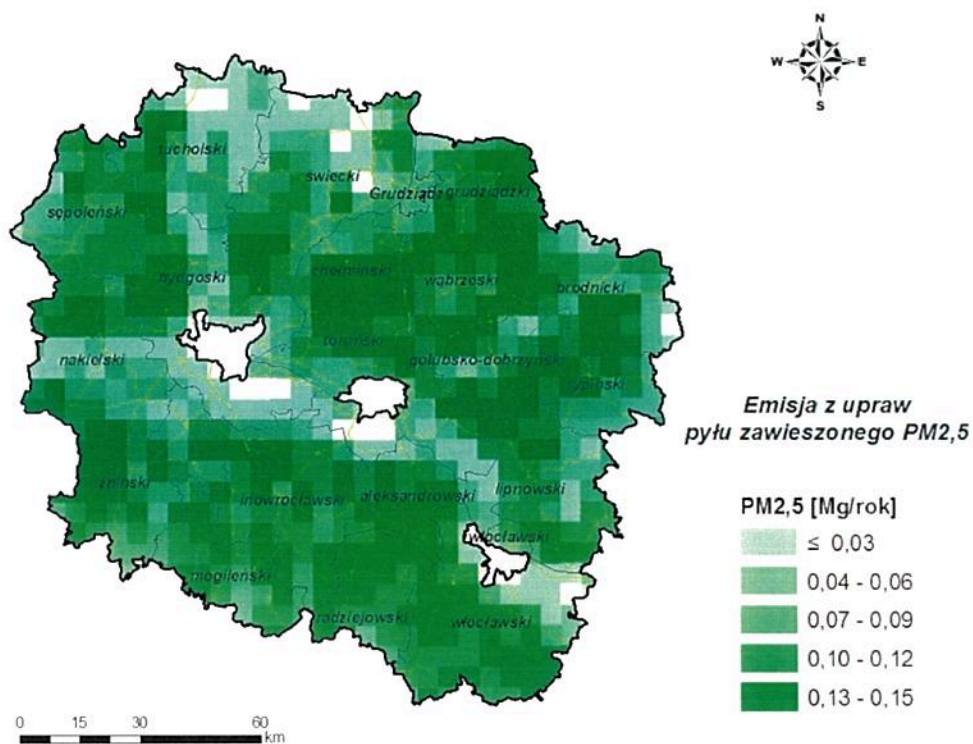 N
W E
S
tucholski
świecki
Grudziądz grudziądzki
sępoleński
bydgoski
chełmiński
wąbrzeski
brodnicki
toruński
nakielski
golubsko-dobrzyński
rypiński
Emisja z upraw
pyłu zawieszonego PM2,5
żniński
inowrocławski
aleksandrowski
lipnowski
PM2,5 [Mg/rok]
≤ 0,03
włocławski
0,04 - 0,06
mogileński
0,07 - 0,09
radziejowski
włocławski
0,10 - 0,12
0,13 - 0,15
0 15 30 60
km